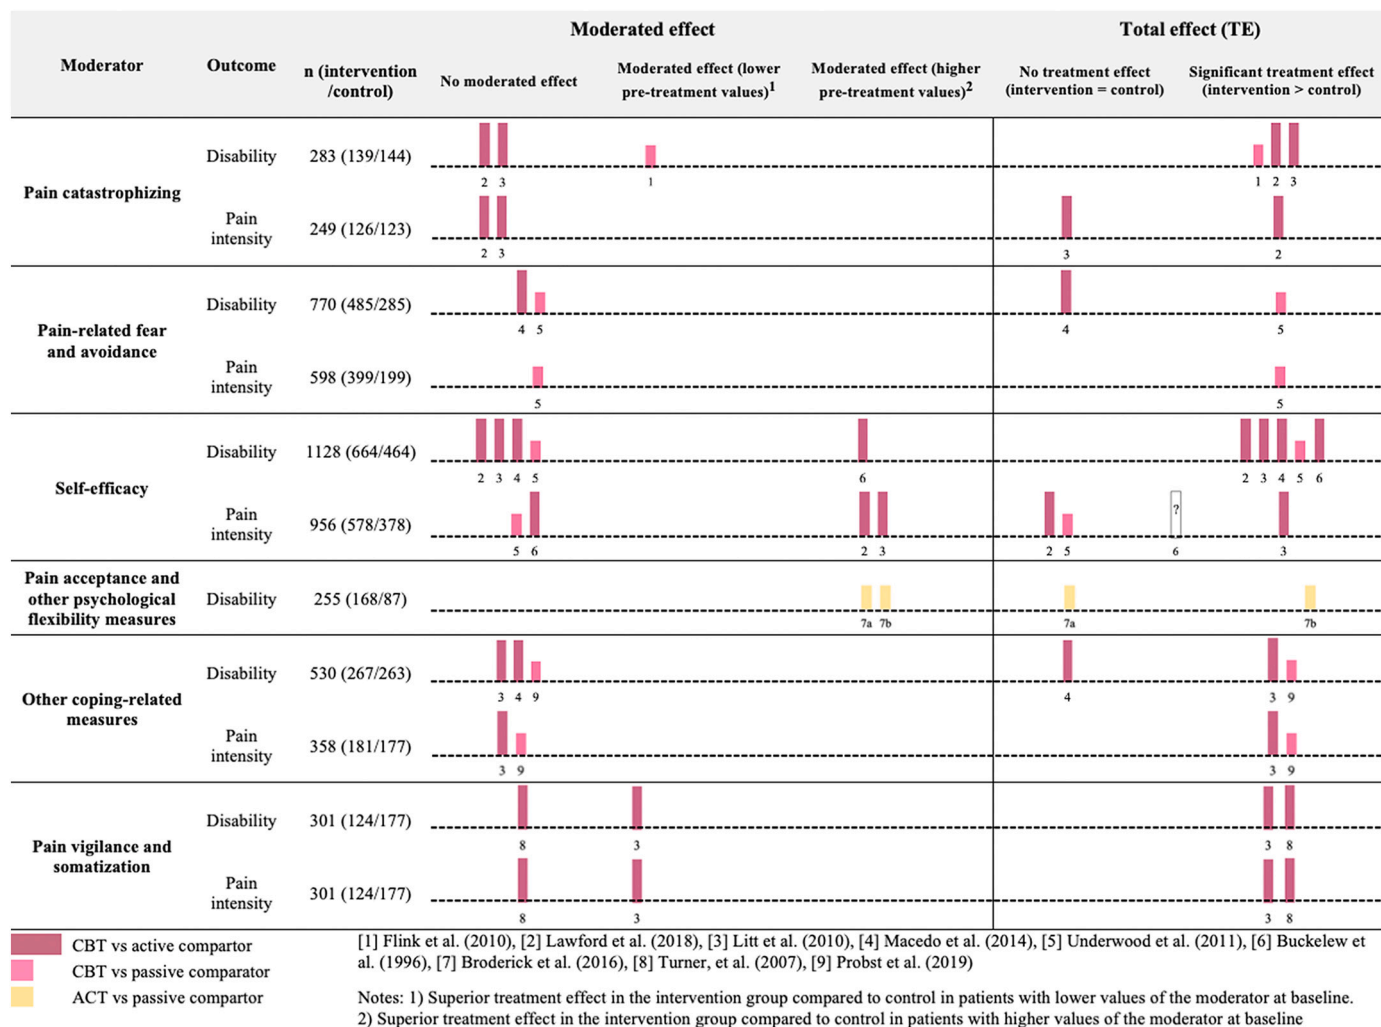 Moderated effect Total effect (TE)
Moderator Outcome n (intervention /control) No moderated effect Moderated effect (lower pre-treatment values)1 Moderated effect (higher pre-treatment values)2 No treatment effect (intervention = control) Significant treatment effect (intervention > control)
Pain catastrophizing
Disability 283 (139/144)
2 3 1 1 2 3
Pain intensity 249 (126/123)
2 3 3 2
Pain-related fear and avoidance
Disability 770 (485/285)
4 5 4 5
Pain intensity 598 (399/199)
5 5
Self-efficacy
Disability 1128 (664/464)
2 3 4 5 6 2 3 4 5 6
Pain intensity 956 (578/378) ?
5 6 2 3 2 5 6 3
Pain acceptance and other psychological flexibility measures
Disability 255 (168/87)
7a 7b 7a 7b
Other coping-related measures
Disability 530 (267/263)
3 4 9 4 3 9
Pain intensity 358 (181/177)
3 9 3 9
Pain vigilance and somatization
Disability 301 (124/177)
8 3 3 8
Pain intensity 301 (124/177)
8 3 3 8
CBT vs active compartor
CBT vs passive comparator
ACT vs passive compartor
[1] Flink et al. (2010), [2] Lawford et al. (2018), [3] Litt et al. (2010), [4] Macedo et al. (2014), [5] Underwood et al. (2011), [6] Buckelew et
al. (1996), [7] Broderick et al. (2016), [8] Turner, et al. (2007), [9] Probst et al. (2019)
Notes: 1) Superior treatment effect in the intervention group compared to control in patients with lower values of the moderator at baseline.
2) Superior treatment effect in the intervention group compared to control in patients with higher values of the moderator at baseline